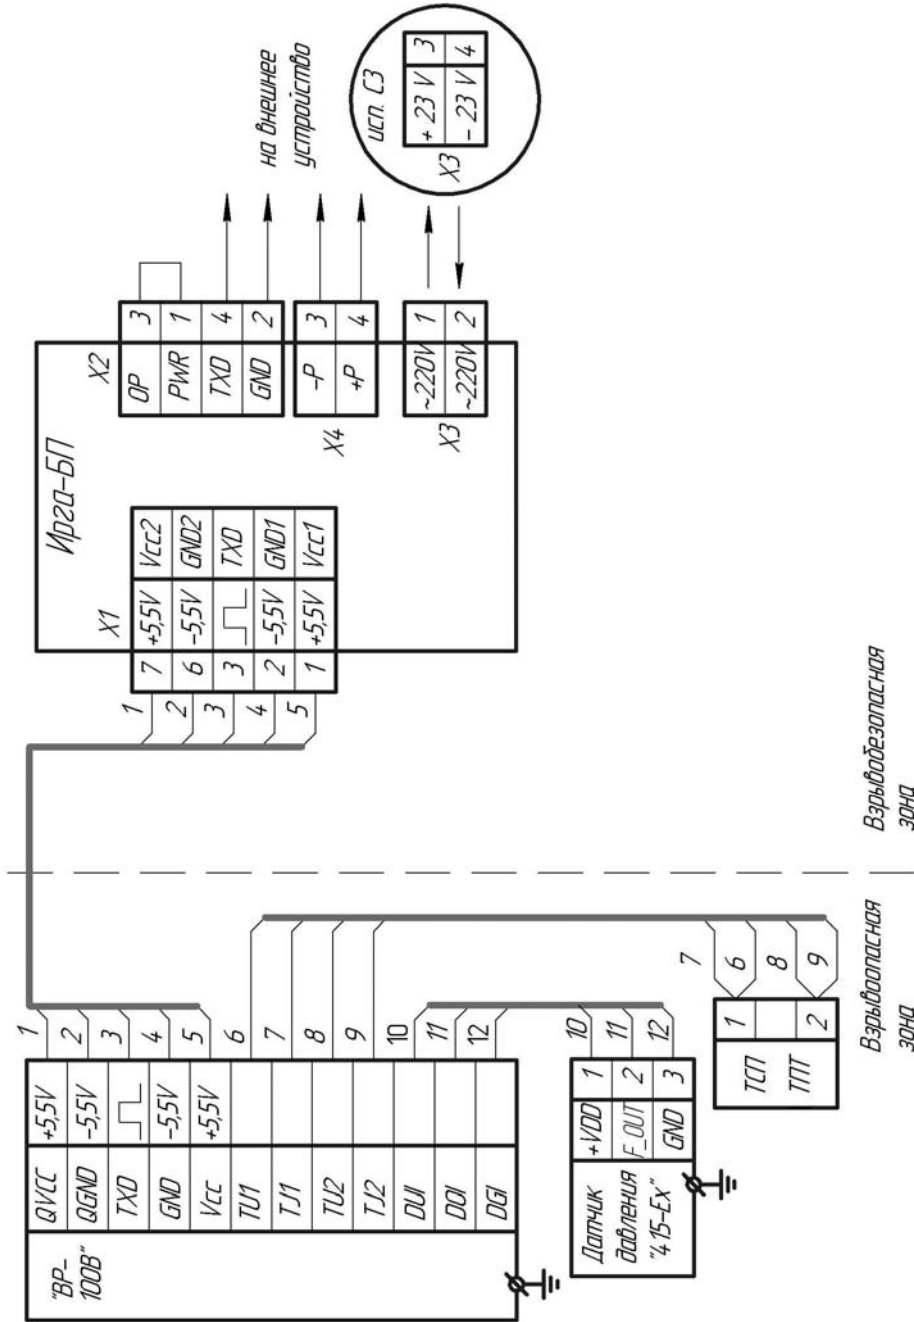 "ВР-
100В"
QVCC +5,5V 1
QGND -5,5V 2
TXD 3
GND -5,5V 4
Vcc +5,5V 5
TU1 6
TJ1 7
TU2 8
TJ2 9
DUI 10
DOI 11
DGI 12
Датчик
давления
"415-Ex"
+VDD 1 10
F_OUT 2 11
GND 3 12
ТСП 1
ТПТ 2
7
6
8
9
Взрывоопасная
зона
Взрывобезопасная
зона
Ирга-БП
X1
1 7 +5,5V Vcc2
2 6 -5,5V GND2
3 3 TXD
4 2 -5,5V GND1
5 1 +5,5V Vcc1
X2
OP 3
PWR 1
TXD 4
GND 2
X4
-P 3
+P 4
X3
~220V 1
~220V 2
на внешнее
устройство
исп. С3
+ 23 V 3
- 23 V 4
X3